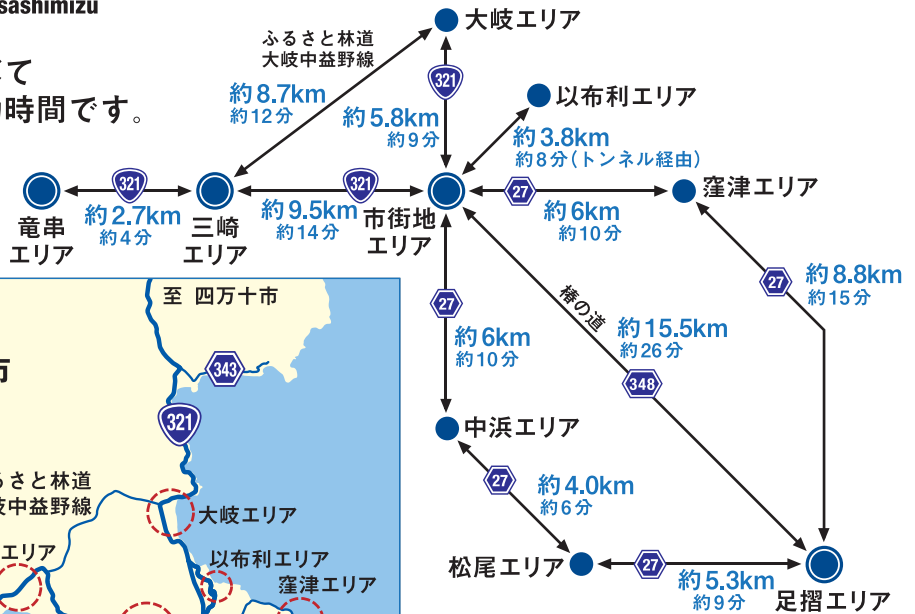 sashimizu
大岐エリア
ふるさと林道
大岐中益野線
て
時間です。
321
約8.7km
約12分
約5.8km
約9分
以布利エリア
約3.8km
約8分(トンネル経由)
321
321
27
窪津エリア
約2.7km
約4分
約9.5km
約14分
約6km
約10分
竜串
エリア
三崎
エリア
市街地
エリア
27
約8.8km
約15分
至 四万十市
27
椿の道
約15.5km
約26分
約6km
約10分
市
343
348
321
中浜エリア
るさと林道
岐中益野線
27
約4.0km
約6分
大岐エリア
エリア
以布利エリア
窪津エリア
松尾エリア
27
約5.3km
約9分
足摺エリア